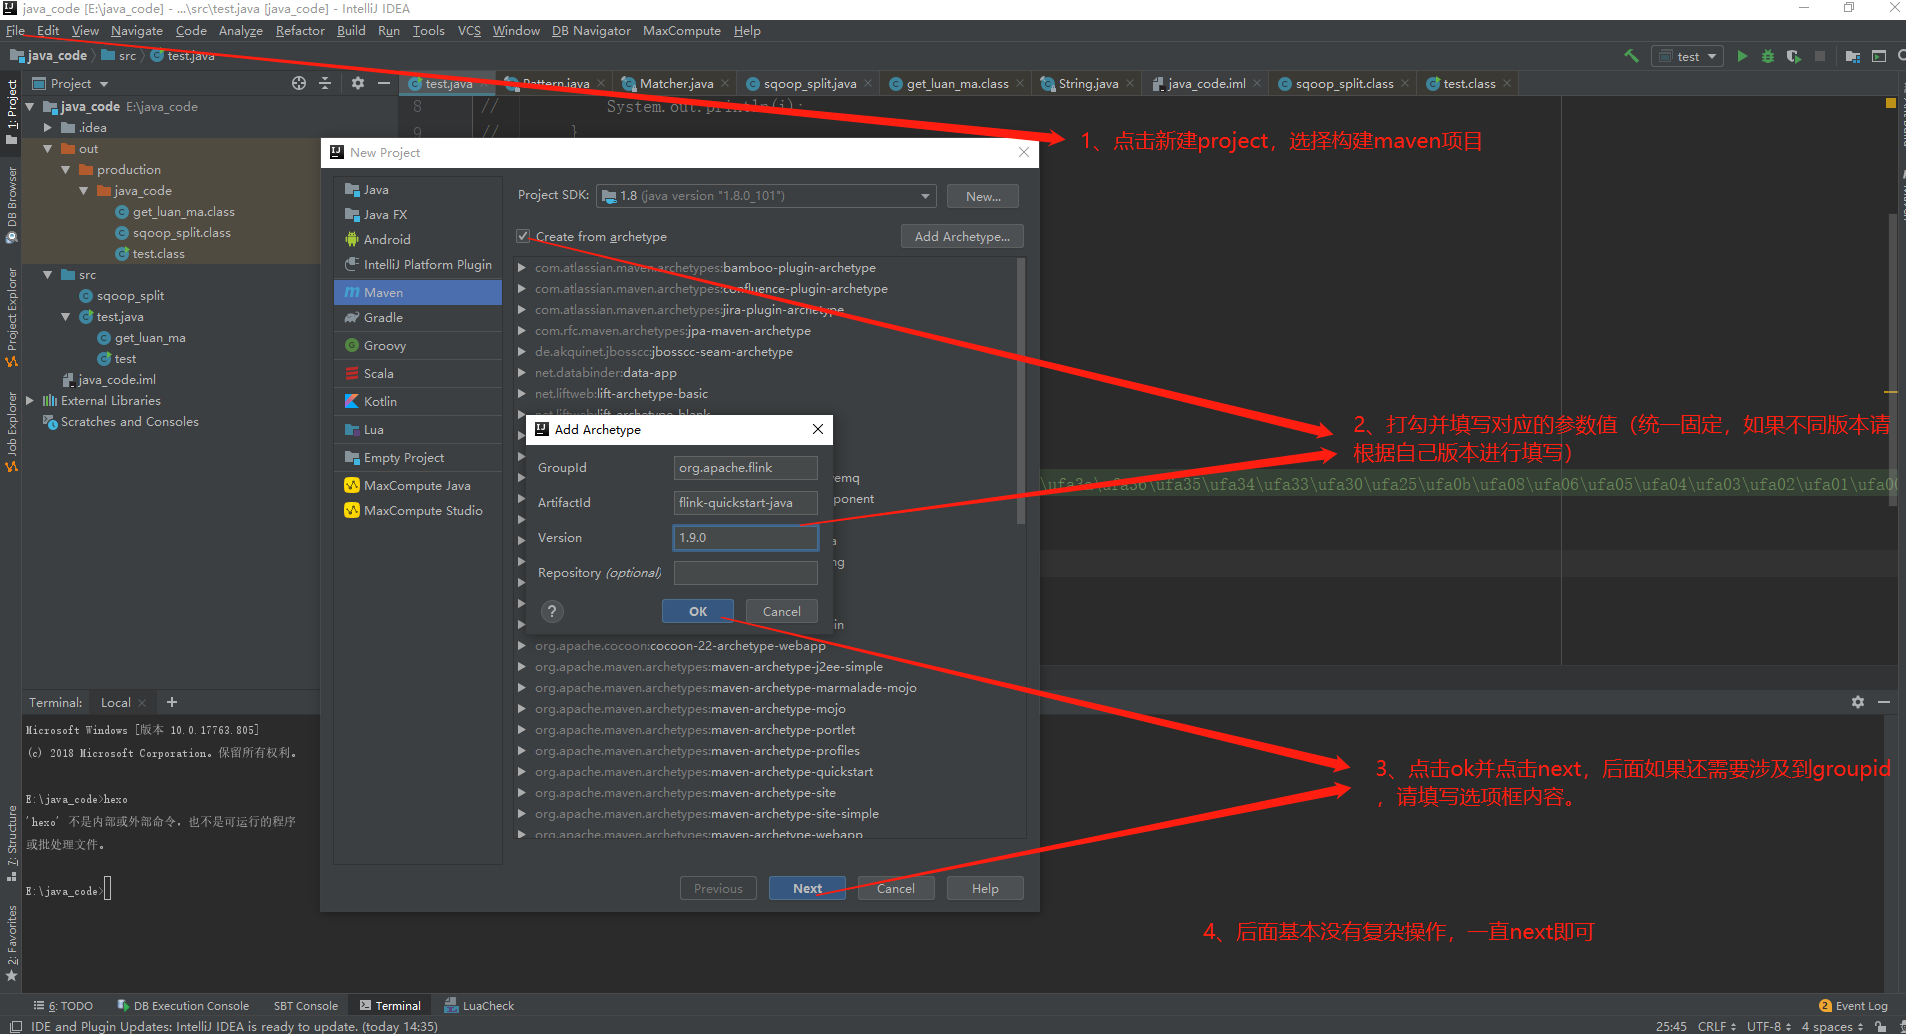 java_code [E:\java_code] - ...\src\test.java [java_code] - IntelliJ IDEA
File Edit View Navigate Code Analyze Refactor Build Run Tools VCS Window DB Navigator MaxCompute Help
java_code src test.java
test
Project
test.java Pattern.java Matcher.java sqoop_split.java get_luan_ma.class String.java java_code.iml sqoop_split.class test.class
1: Project
DB Browser
Project Explorer
Job Explorer
7: Structure
2: Favorites
java_code E:\java_code
.idea
out
production
java_code
get_luan_ma.class
sqoop_split.class
test.class
src
sqoop_split
test.java
get_luan_ma
test
java_code.iml
External Libraries
Scratches and Consoles
8 // System.out.println(i);
9 // }
1、点击新建project，选择构建maven项目
New Project
Java
Java FX
Android
IntelliJ Platform Plugin
Maven
Gradle
Groovy
Scala
Kotlin
Lua
Empty Project
MaxCompute Java
MaxCompute Studio
Project SDK: 1.8 (java version "1.8.0_101") New...
Create from archetype Add Archetype...
com.atlassian.maven.archetypes:bamboo-plugin-archetype
com.atlassian.maven.archetypes:confluence-plugin-archetype
com.atlassian.maven.archetypes:jira-plugin-archetype
com.rfc.maven.archetypes:jpa-maven-archetype
de.akquinet.jbosscc:jbosscc-seam-archetype
net.databinder:data-app
net.liftweb:lift-archetype-basic
net.liftweb:lift-archetype-blank
Add Archetype
GroupId org.apache.flink
ArtifactId flink-quickstart-java
Version 1.9.0
Repository (optional)
? OK Cancel
emq
ponent
a
ng
in
2、打勾并填写对应的参数值（统一固定，如果不同版本请
根据自己版本进行填写）
\ufa36\ufa35\ufa34\ufa33\ufa30\ufa25\ufa0b\ufa08\ufa06\ufa05\ufa04\ufa03\ufa02\ufa01\ufa00
org.apache.cocoon:cocoon-22-archetype-webapp
org.apache.maven.archetypes:maven-archetype-j2ee-simple
org.apache.maven.archetypes:maven-archetype-marmalade-mojo
org.apache.maven.archetypes:maven-archetype-mojo
org.apache.maven.archetypes:maven-archetype-portlet
org.apache.maven.archetypes:maven-archetype-profiles
org.apache.maven.archetypes:maven-archetype-quickstart
org.apache.maven.archetypes:maven-archetype-site
org.apache.maven.archetypes:maven-archetype-site-simple
org.apache.maven.archetypes:maven-archetype-webapp
Previous Next Cancel Help
3、点击ok并点击next，后面如果还需要涉及到groupid
，请填写选项框内容。
4、后面基本没有复杂操作，一直next即可
Terminal: Local +
Microsoft Windows [版本 10.0.17763.805]
(c) 2018 Microsoft Corporation。保留所有权利。
E:\java_code>hexo
'hexo' 不是内部或外部命令，也不是可运行的程序
或批处理文件。
E:\java_code>
6: TODO DB Execution Console SBT Console Terminal LuaCheck
2 Event Log
IDE and Plugin Updates: IntelliJ IDEA is ready to update. (today 14:35)
25:45 CRLF UTF-8 4 spaces